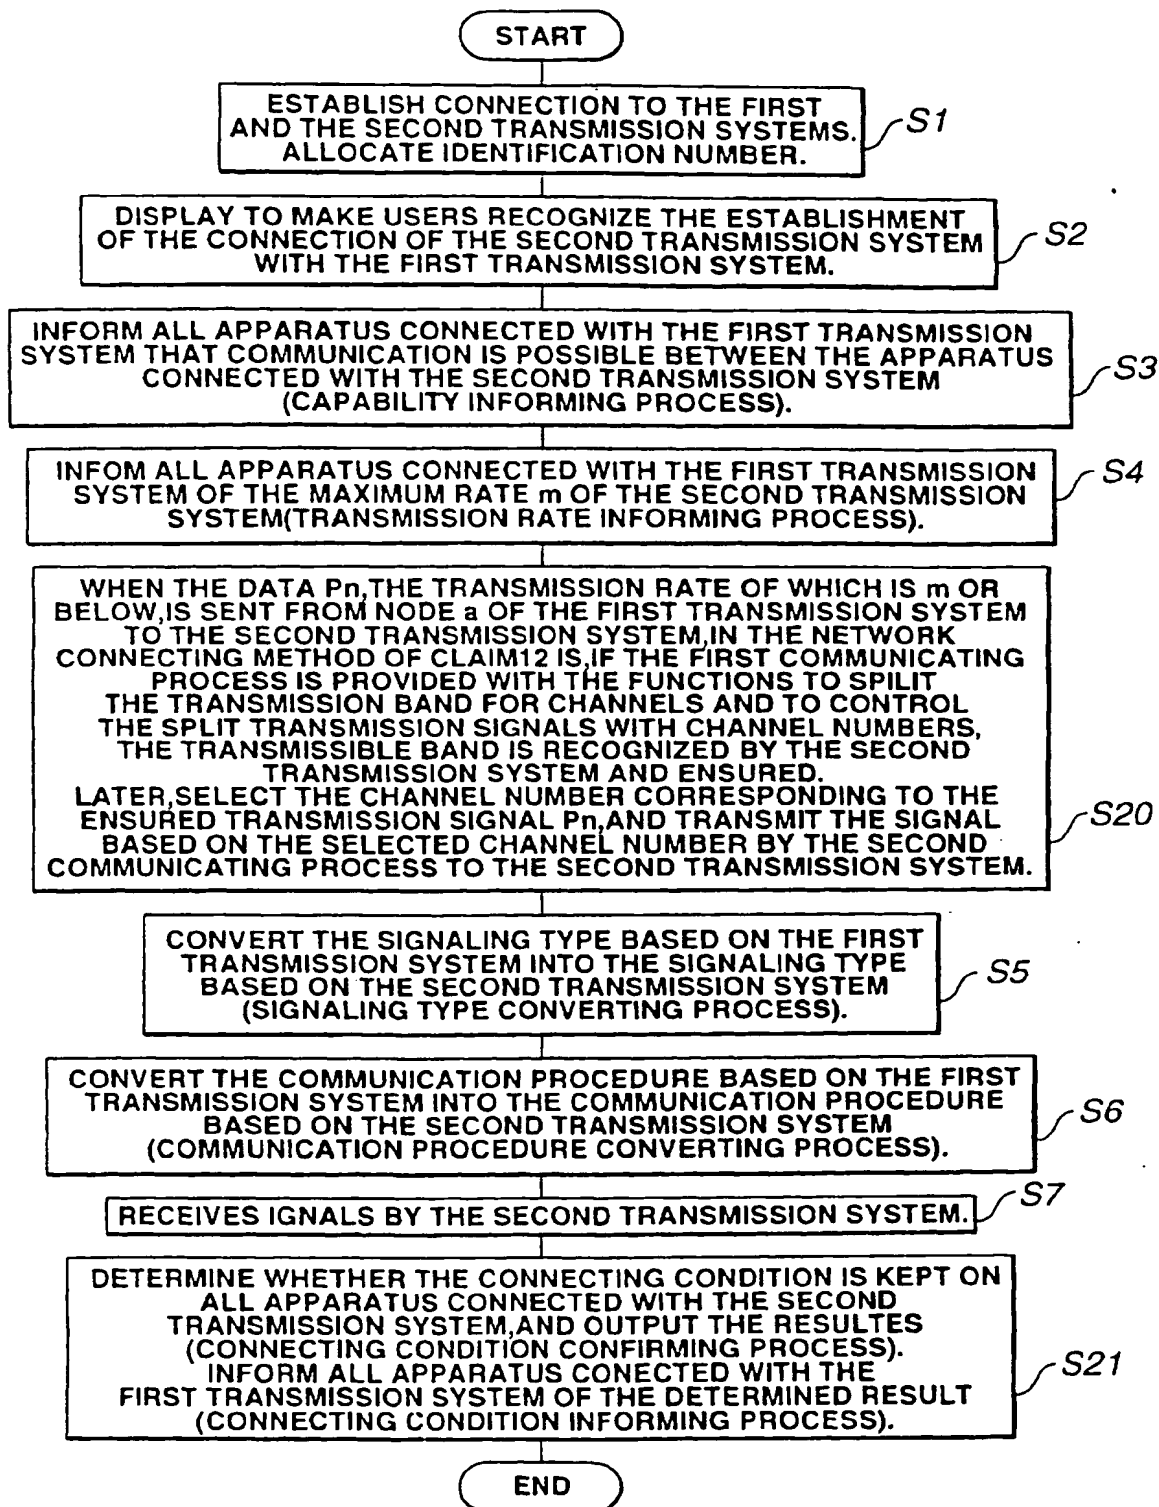 START
ESTABLISH CONNECTION TO THE FIRST
AND THE SECOND TRANSMISSION SYSTEMS.
ALLOCATE IDENTIFICATION NUMBER.
S1
DISPLAY TO MAKE USERS RECOGNIZE THE ESTABLISHMENT
OF THE CONNECTION OF THE SECOND TRANSMISSION SYSTEM
WITH THE FIRST TRANSMISSION SYSTEM.
S2
INFORM ALL APPARATUS CONNECTED WITH THE FIRST TRANSMISSION
SYSTEM THAT COMMUNICATION IS POSSIBLE BETWEEN THE APPARATUS
CONNECTED WITH THE SECOND TRANSMISSION SYSTEM
(CAPABILITY INFORMING PROCESS).
S3
INFOM ALL APPARATUS CONNECTED WITH THE FIRST TRANSMISSION
SYSTEM OF THE MAXIMUM RATE m OF THE SECOND TRANSMISSION
SYSTEM(TRANSMISSION RATE INFORMING PROCESS).
S4
WHEN THE DATA Pn,THE TRANSMISSION RATE OF WHICH IS m OR
BELOW,IS SENT FROM NODE a OF THE FIRST TRANSMISSION SYSTEM
TO THE SECOND TRANSMISSION SYSTEM,IN THE NETWORK
CONNECTING METHOD OF CLAIM12 IS,IF THE FIRST COMMUNICATING
PROCESS IS PROVIDED WITH THE FUNCTIONS TO SPILIT
THE TRANSMISSION BAND FOR CHANNELS AND TO CONTROL
THE SPLIT TRANSMISSION SIGNALS WITH CHANNEL NUMBERS,
THE TRANSMISSIBLE BAND IS RECOGNIZED BY THE SECOND
TRANSMISSION SYSTEM AND ENSURED.
LATER,SELECT THE CHANNEL NUMBER CORRESPONDING TO THE
ENSURED TRANSMISSION SIGNAL Pn,AND TRANSMIT THE SIGNAL
BASED ON THE SELECTED CHANNEL NUMBER BY THE SECOND
COMMUNICATING PROCESS TO THE SECOND TRANSMISSION SYSTEM.
S20
CONVERT THE SIGNALING TYPE BASED ON THE FIRST
TRANSMISSION SYSTEM INTO THE SIGNALING TYPE
BASED ON THE SECOND TRANSMISSION SYSTEM
(SIGNALING TYPE CONVERTING PROCESS).
S5
CONVERT THE COMMUNICATION PROCEDURE BASED ON THE FIRST
TRANSMISSION SYSTEM INTO THE COMMUNICATION PROCEDURE
BASED ON THE SECOND TRANSMISSION SYSTEM
(COMMUNICATION PROCEDURE CONVERTING PROCESS).
S6
RECEIVES IGNALS BY THE SECOND TRANSMISSION SYSTEM.
S7
DETERMINE WHETHER THE CONNECTING CONDITION IS KEPT ON
ALL APPARATUS CONNECTED WITH THE SECOND
TRANSMISSION SYSTEM,AND OUTPUT THE RESULTES
(CONNECTING CONDITION CONFIRMING PROCESS).
INFORM ALL APPARATUS CONECTED WITH THE
FIRST TRANSMISSION SYSTEM OF THE DETERMINED RESULT
(CONNECTING CONDITION INFORMING PROCESS).
S21
END